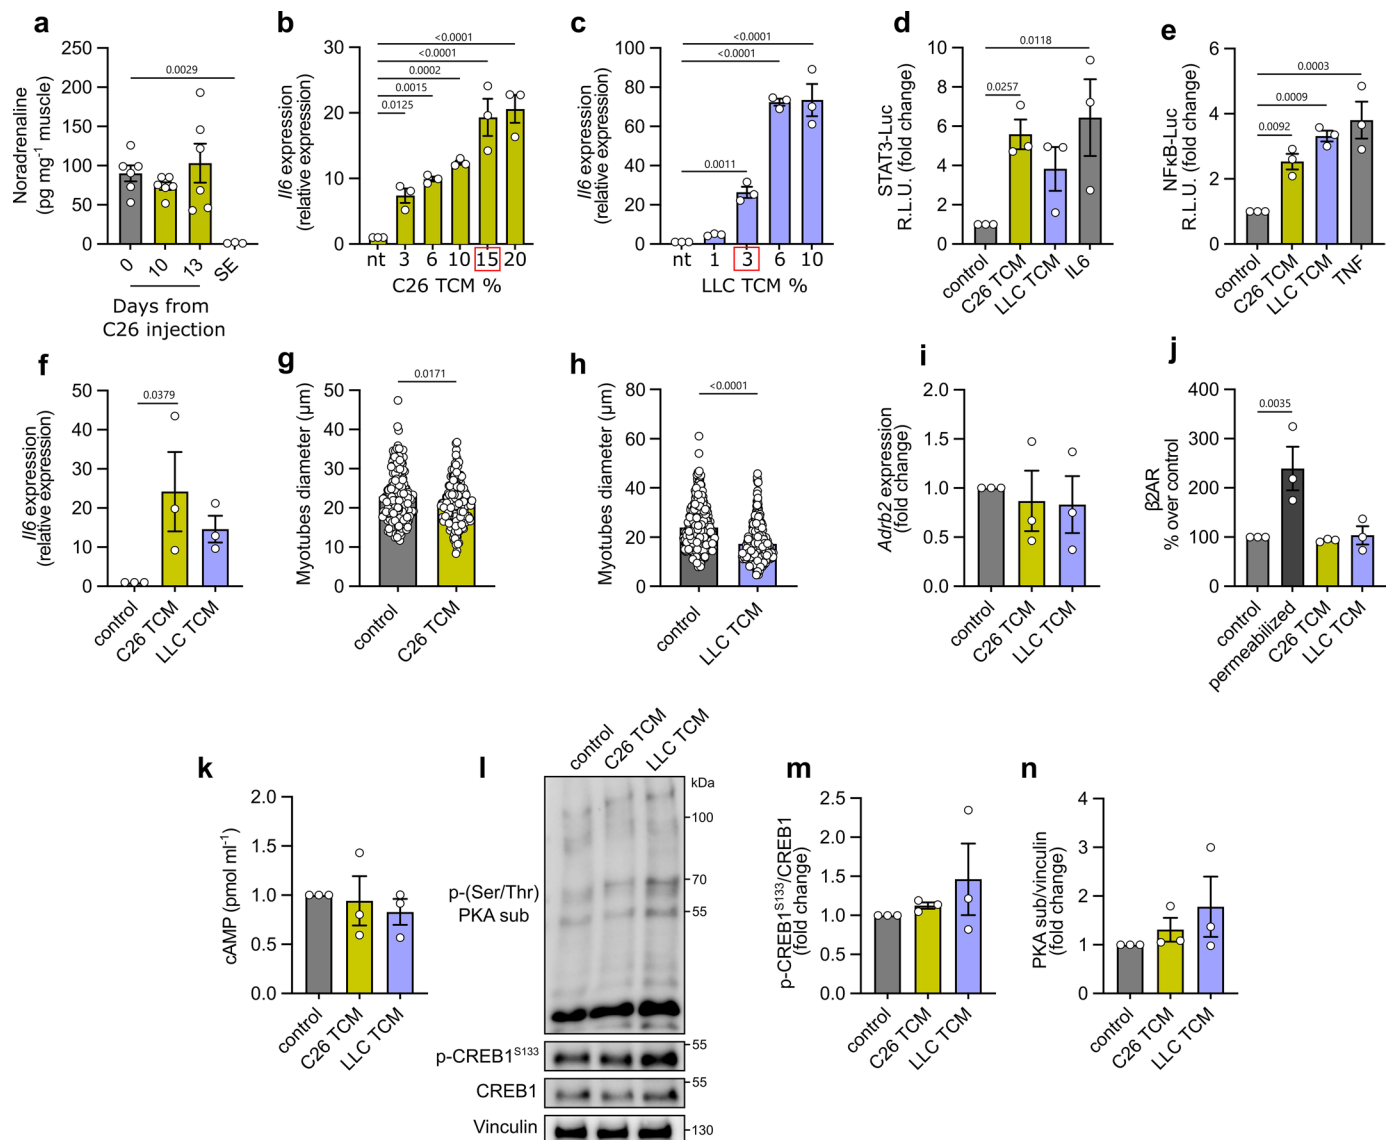 a
250
200
150
100
50
0
Noradrenaline
(pg mg⁻¹ muscle)
0.0029
0
10
13
SE
Days from
C26 injection
b
30
20
10
0
Il6 expression
(relative expression)
<0.0001
<0.0001
0.0002
0.0015
0.0125
nt 3 6 10 15 20
C26 TCM %
c
100
80
60
40
20
0
Il6 expression
(relative expression)
<0.0001
<0.0001
0.0011
nt 1 3 6 10
LLC TCM %
d
10
8
6
4
2
0
STAT3-Luc
R.L.U. (fold change)
0.0118
0.0257
control
C26 TCM
LLC TCM
IL6
e
6
4
2
0
NFκB-Luc
R.L.U. (fold change)
0.0003
0.0009
0.0092
control
C26 TCM
LLC TCM
TNF
f
50
40
30
20
10
0
Il6 expression
(relative expression)
0.0379
control
C26 TCM
LLC TCM
g
50
40
30
20
10
0
Myotubes diameter (μm)
0.0171
control
C26 TCM
h
80
60
40
20
0
Myotubes diameter (μm)
<0.0001
control
LLC TCM
i
2.0
1.5
1.0
0.5
0.0
Adrb2 expression
(fold change)
control
C26 TCM
LLC TCM
j
400
300
200
100
0
β2AR
% over control
0.0035
control
permeabilized
C26 TCM
LLC TCM
k
2.0
1.5
1.0
0.5
0.0
cAMP (pmol ml⁻¹)
control
C26 TCM
LLC TCM
l
control
C26 TCM
LLC TCM
kDa
100
70
55
p-(Ser/Thr)
PKA sub
55
p-CREB1ˢ¹³³
55
CREB1
Vinculin
130
m
2.5
2.0
1.5
1.0
0.5
0.0
p-CREB1ˢ¹³³/CREB1
(fold change)
control
C26 TCM
LLC TCM
n
4
3
2
1
0
PKA sub/vinculin
(fold change)
control
C26 TCM
LLC TCM